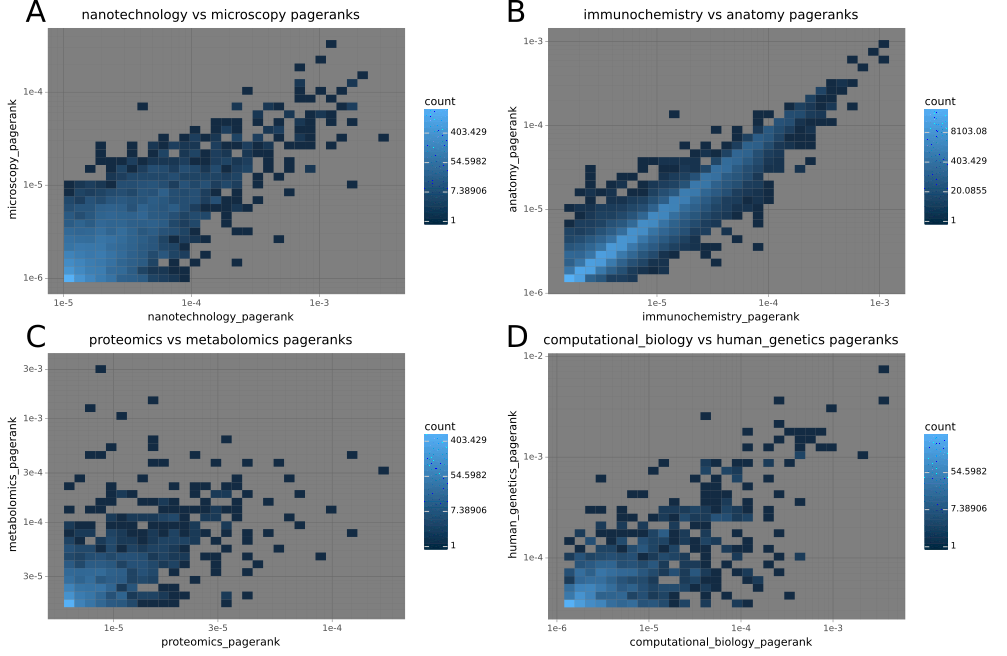 A
nanotechnology vs microscopy pageranks
microscopy_pagerank
1e-4
1e-5
1e-6
1e-5
1e-4
1e-3
nanotechnology_pagerank
count
403.429
54.5982
7.38906
1
B
immunochemistry vs anatomy pageranks
anatomy_pagerank
1e-3
1e-4
1e-5
1e-6
1e-5
1e-4
1e-3
immunochemistry_pagerank
count
8103.08
403.429
20.0855
1
C
proteomics vs metabolomics pageranks
metabolomics_pagerank
3e-3
1e-3
3e-4
1e-4
3e-5
1e-5
3e-5
1e-4
proteomics_pagerank
count
403.429
54.5982
7.38906
1
D
computational_biology vs human_genetics pageranks
human_genetics_pagerank
1e-2
1e-3
1e-4
1e-6
1e-5
1e-4
1e-3
computational_biology_pagerank
count
54.5982
7.38906
1